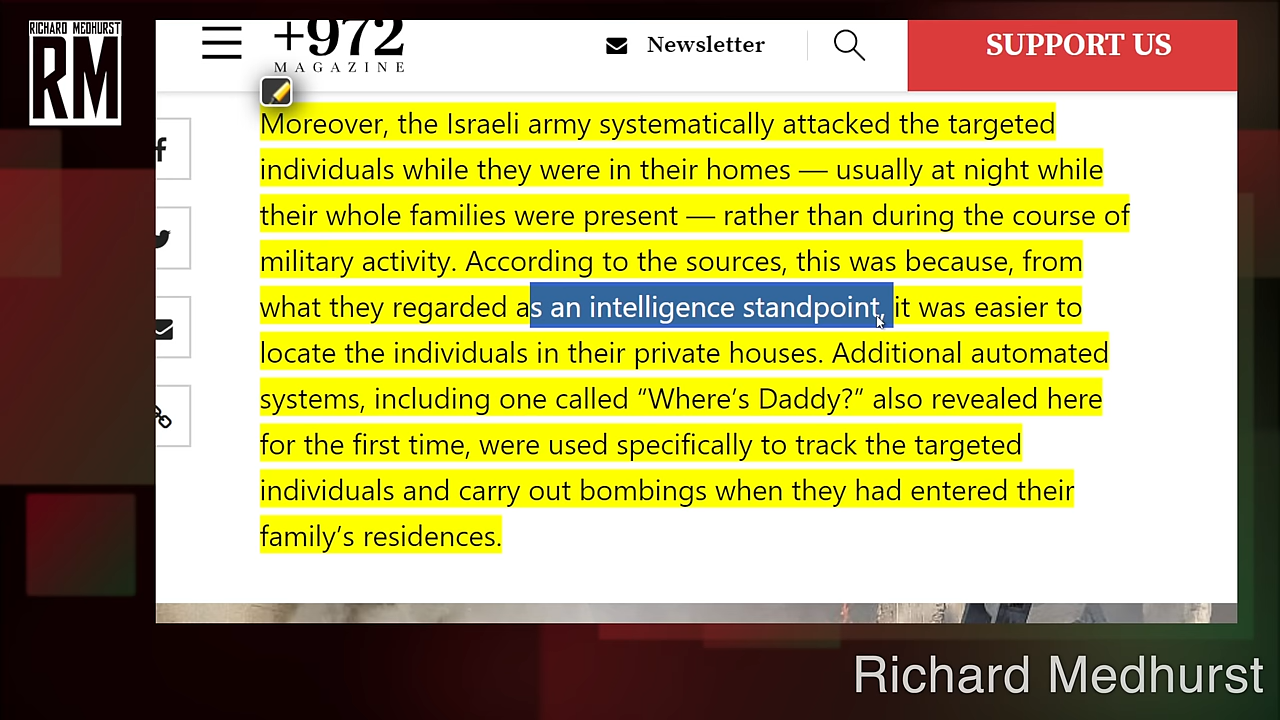 RICHARD MEDHURST
RM
+972
MAGAZINE
Newsletter
SUPPORT US
Moreover, the Israeli army systematically attacked the targeted
individuals while they were in their homes — usually at night while
their whole families were present — rather than during the course of
military activity. According to the sources, this was because, from
what they regarded as an intelligence standpoint, it was easier to
locate the individuals in their private houses. Additional automated
systems, including one called “Where’s Daddy?” also revealed here
for the first time, were used specifically to track the targeted
individuals and carry out bombings when they had entered their
family’s residences.
Richard Medhurst